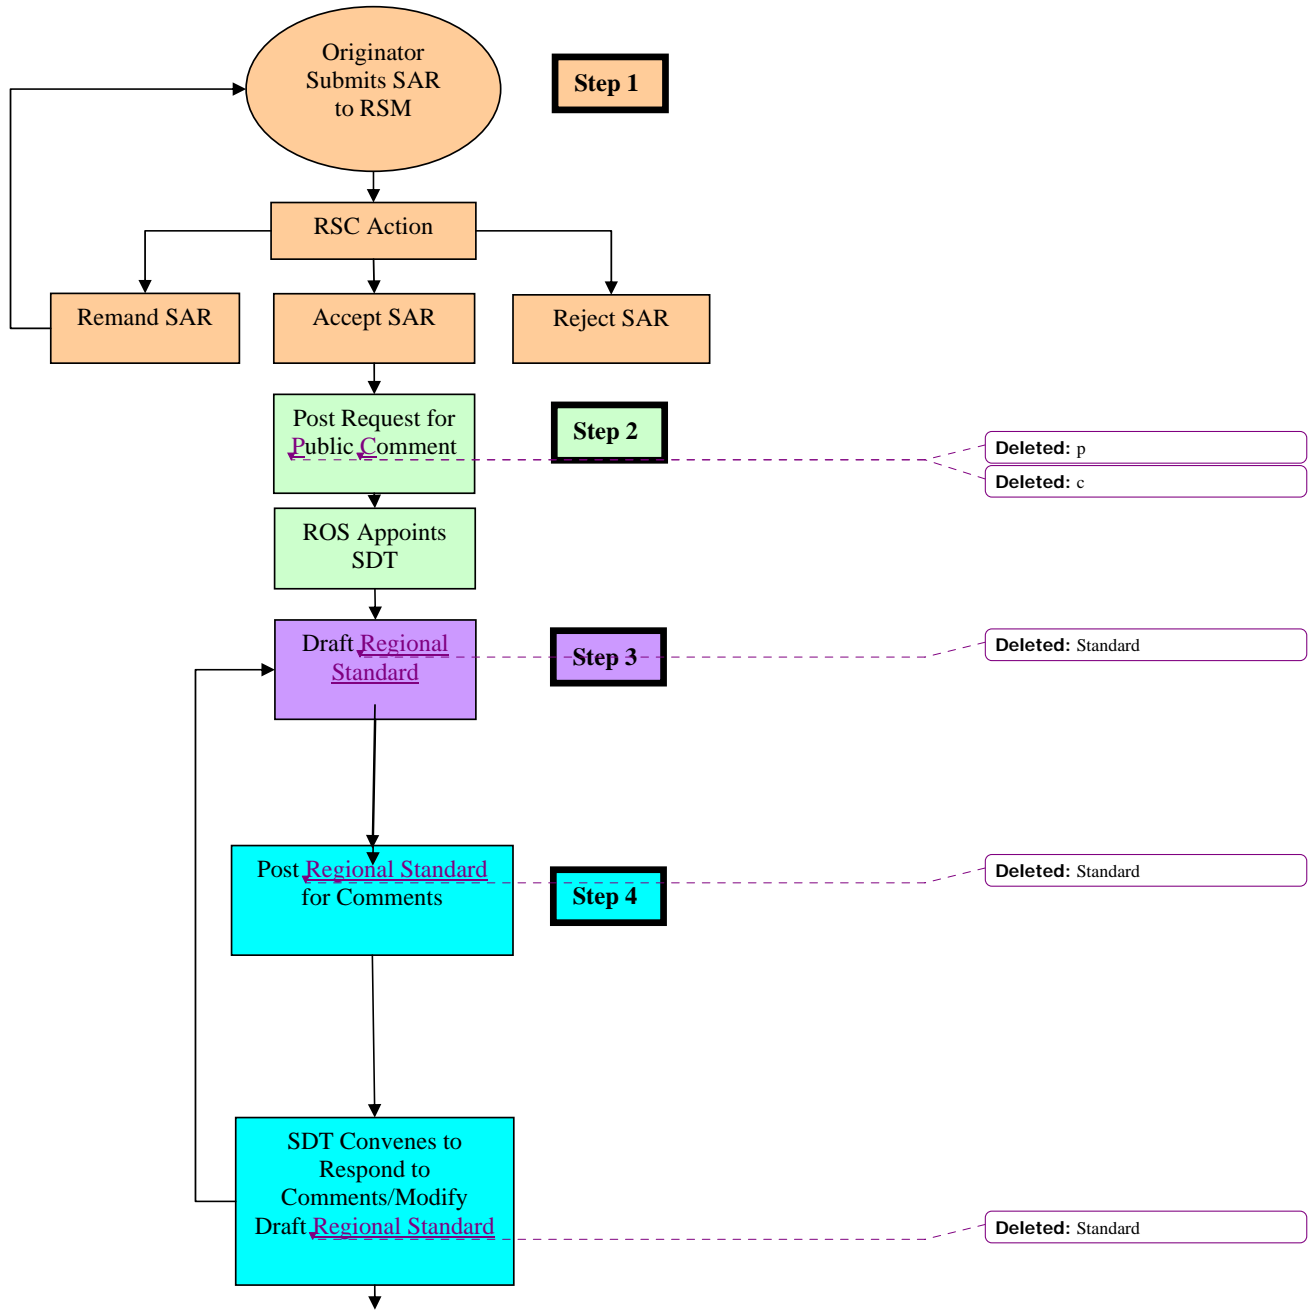 Originator
Submits SAR
to RSM
Step 1
RSC Action
Remand SAR
Accept SAR
Reject SAR
Post Request for
Public Comment
Step 2
Deleted: p
Deleted: c
ROS Appoints
SDT
Draft Regional
Standard
Step 3
Deleted: Standard
Post Regional Standard
for Comments
Step 4
Deleted: Standard
SDT Convenes to
Respond to
Comments/Modify
Draft Regional Standard
Deleted: Standard